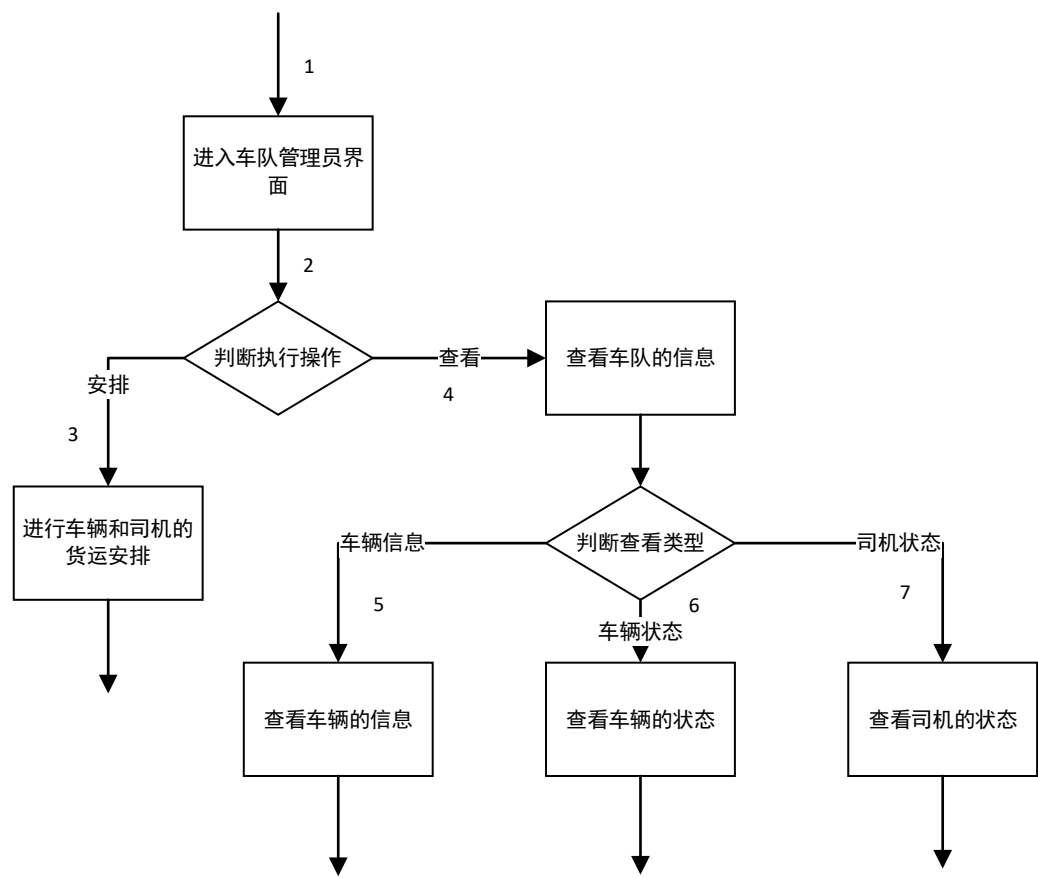 1
进入车队管理员界
面
2
判断执行操作
查看
查看车队的信息
安排
4
3
进行车辆和司机的
货运安排
车辆信息
判断查看类型
司机状态
5
6
7
车辆状态
查看车辆的信息
查看车辆的状态
查看司机的状态